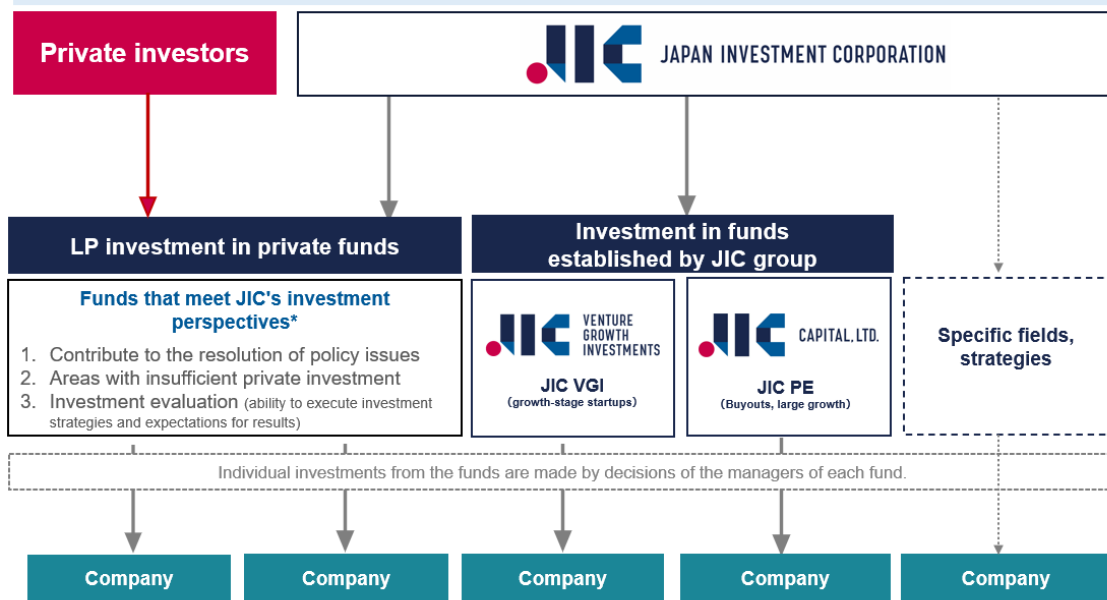 Private investors
JIC JAPAN INVESTMENT CORPORATION
LP investment in private funds
Investment in funds
established by JIC group
Funds that meet JIC's investment
perspectives*
1. Contribute to the resolution of policy issues
2. Areas with insufficient private investment
3. Investment evaluation (ability to execute investment
strategies and expectations for results)
JIC VENTURE
GROWTH
INVESTMENTS
JIC VGI
(growth-stage startups)
JIC CAPITAL, LTD.
JIC PE
(Buyouts, large growth)
Specific fields,
strategies
Individual investments from the funds are made by decisions of the managers of each fund.
Company
Company
Company
Company
Company